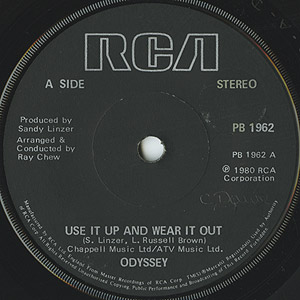 RCA
A SIDE
STEREO
Produced by
Sandy Linzer
Arranged &
Conducted by
Ray Chew
PB 1962
PB 1962 A
℗ 1980 RCA
Corporation
USE IT UP AND WEAR IT OUT
(S. Linzer, L. Russell Brown)
Chappell Music Ltd/ATV Music Ltd.
ODYSSEY